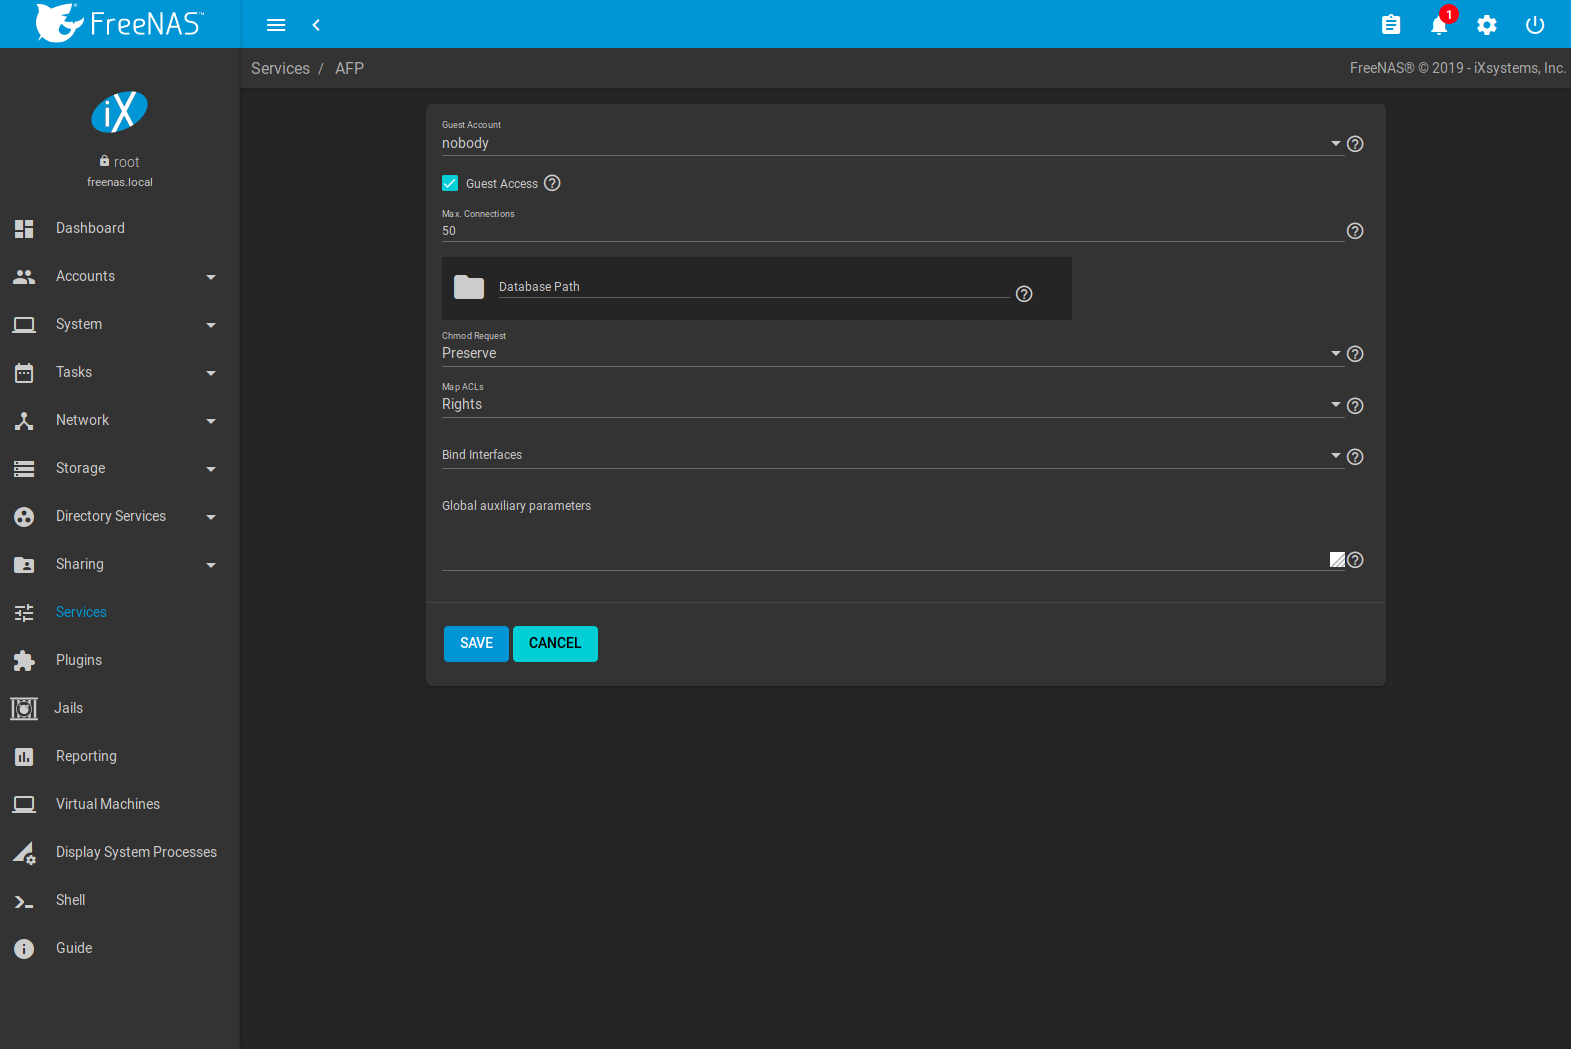 FreeNAS™
1
Services / AFP
FreeNAS® © 2019 - iXsystems, Inc.
iX
root
freenas.local
Dashboard
Accounts
System
Tasks
Network
Storage
Directory Services
Sharing
Services
Plugins
Jails
Reporting
Virtual Machines
Display System Processes
Shell
Guide
Guest Account
nobody
Guest Access
Max. Connections
50
Database Path
Chmod Request
Preserve
Map ACLs
Rights
Bind Interfaces
Global auxiliary parameters
SAVE CANCEL